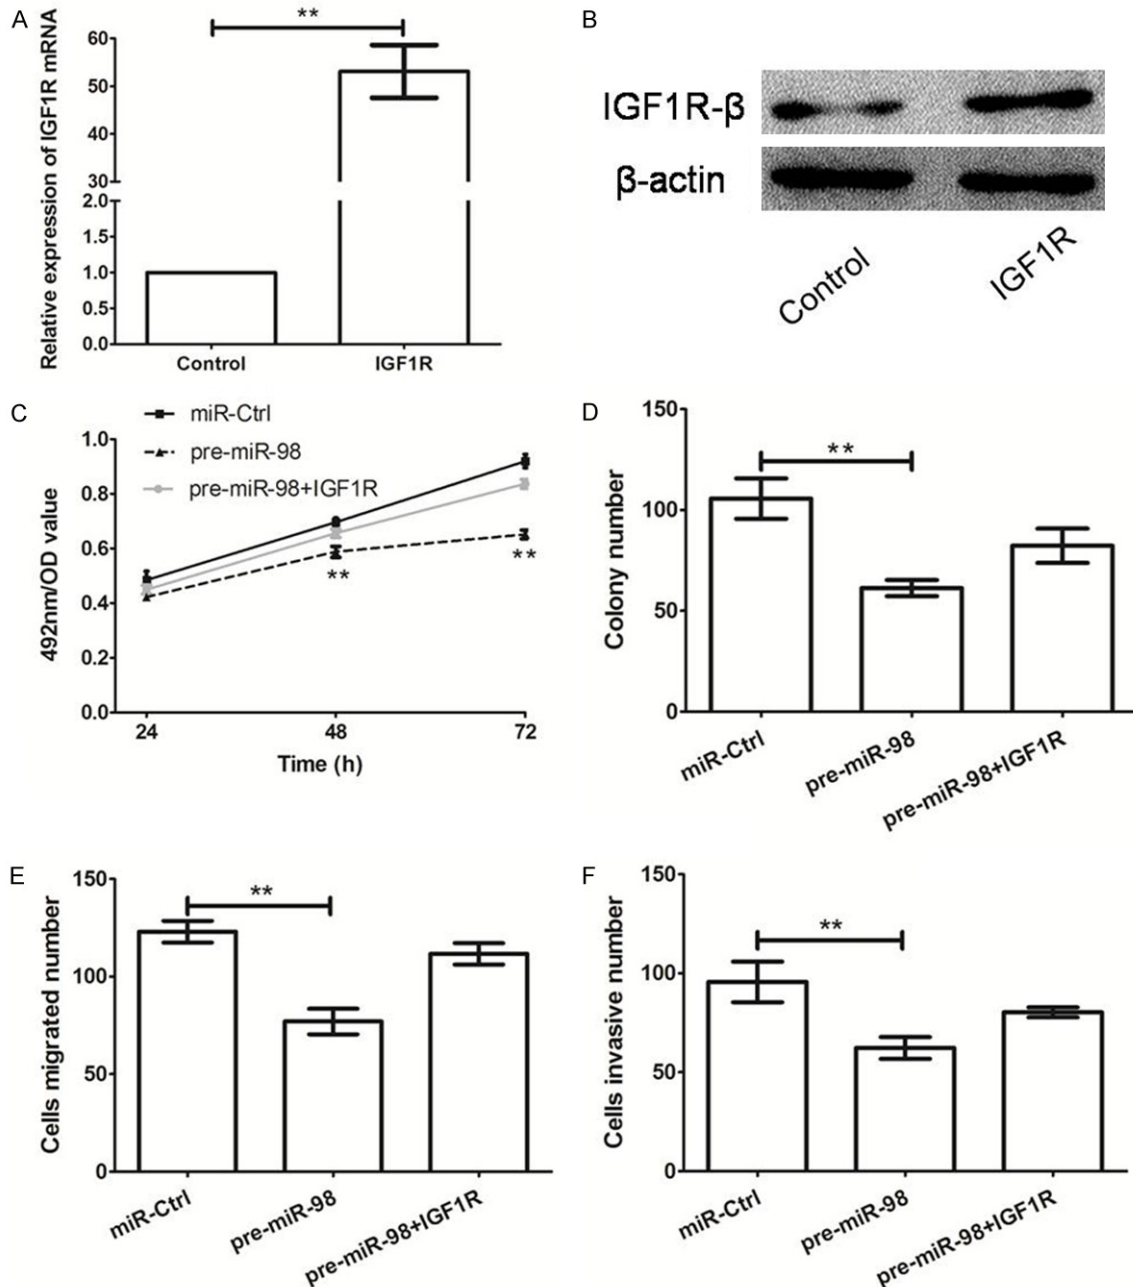 A
Relative expression of IGF1R mRNA
**
60
50
40
30
2.0
1.5
1.0
0.5
0.0
Control
IGF1R
B
IGF1R-β
β-actin
Control
IGF1R
C
miR-Ctrl
pre-miR-98
pre-miR-98+IGF1R
492nm/OD value
1.0
0.8
0.6
0.4
0.2
0.0
**
**
24
48
72
Time (h)
D
Colony number
150
100
50
0
**
miR-Ctrl
pre-miR-98
pre-miR-98+IGF1R
E
Cells migrated number
150
100
50
0
**
miR-Ctrl
pre-miR-98
pre-miR-98+IGF1R
F
Cells invasive number
150
100
50
0
**
miR-Ctrl
pre-miR-98
pre-miR-98+IGF1R